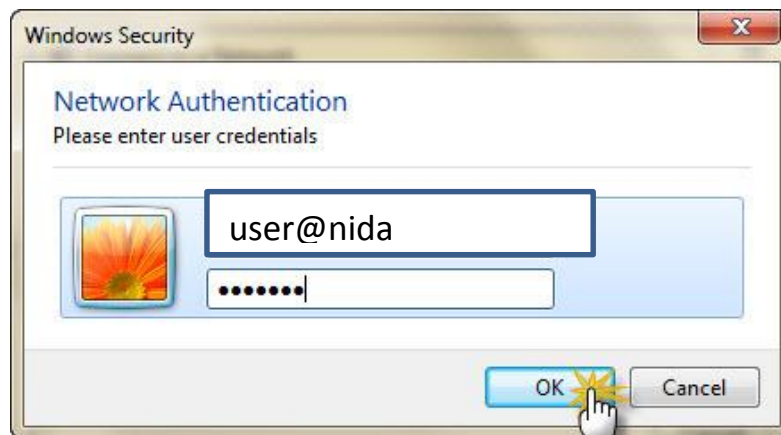 Windows Security
Network Authentication
Please enter user credentials
user@nida
•••••••
OK
Cancel